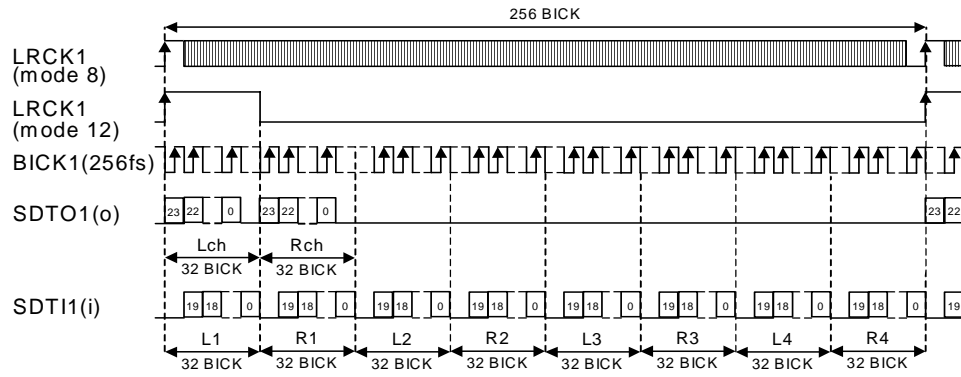 256 BICK
LRCK1
(mode 8)
LRCK1
(mode 12)
BICK1(256fs)
SDTO1(o)
23 22 0 23 22 0 23 22
Lch Rch
32 BICK 32 BICK
SDTI1(i)
19 18 0 19 18 0 19 18 0 19 18 0 19 18 0 19 18 0 19 18 0 19 18 0 19
L1 R1 L2 R2 L3 R3 L4 R4
32 BICK 32 BICK 32 BICK 32 BICK 32 BICK 32 BICK 32 BICK 32 BICK